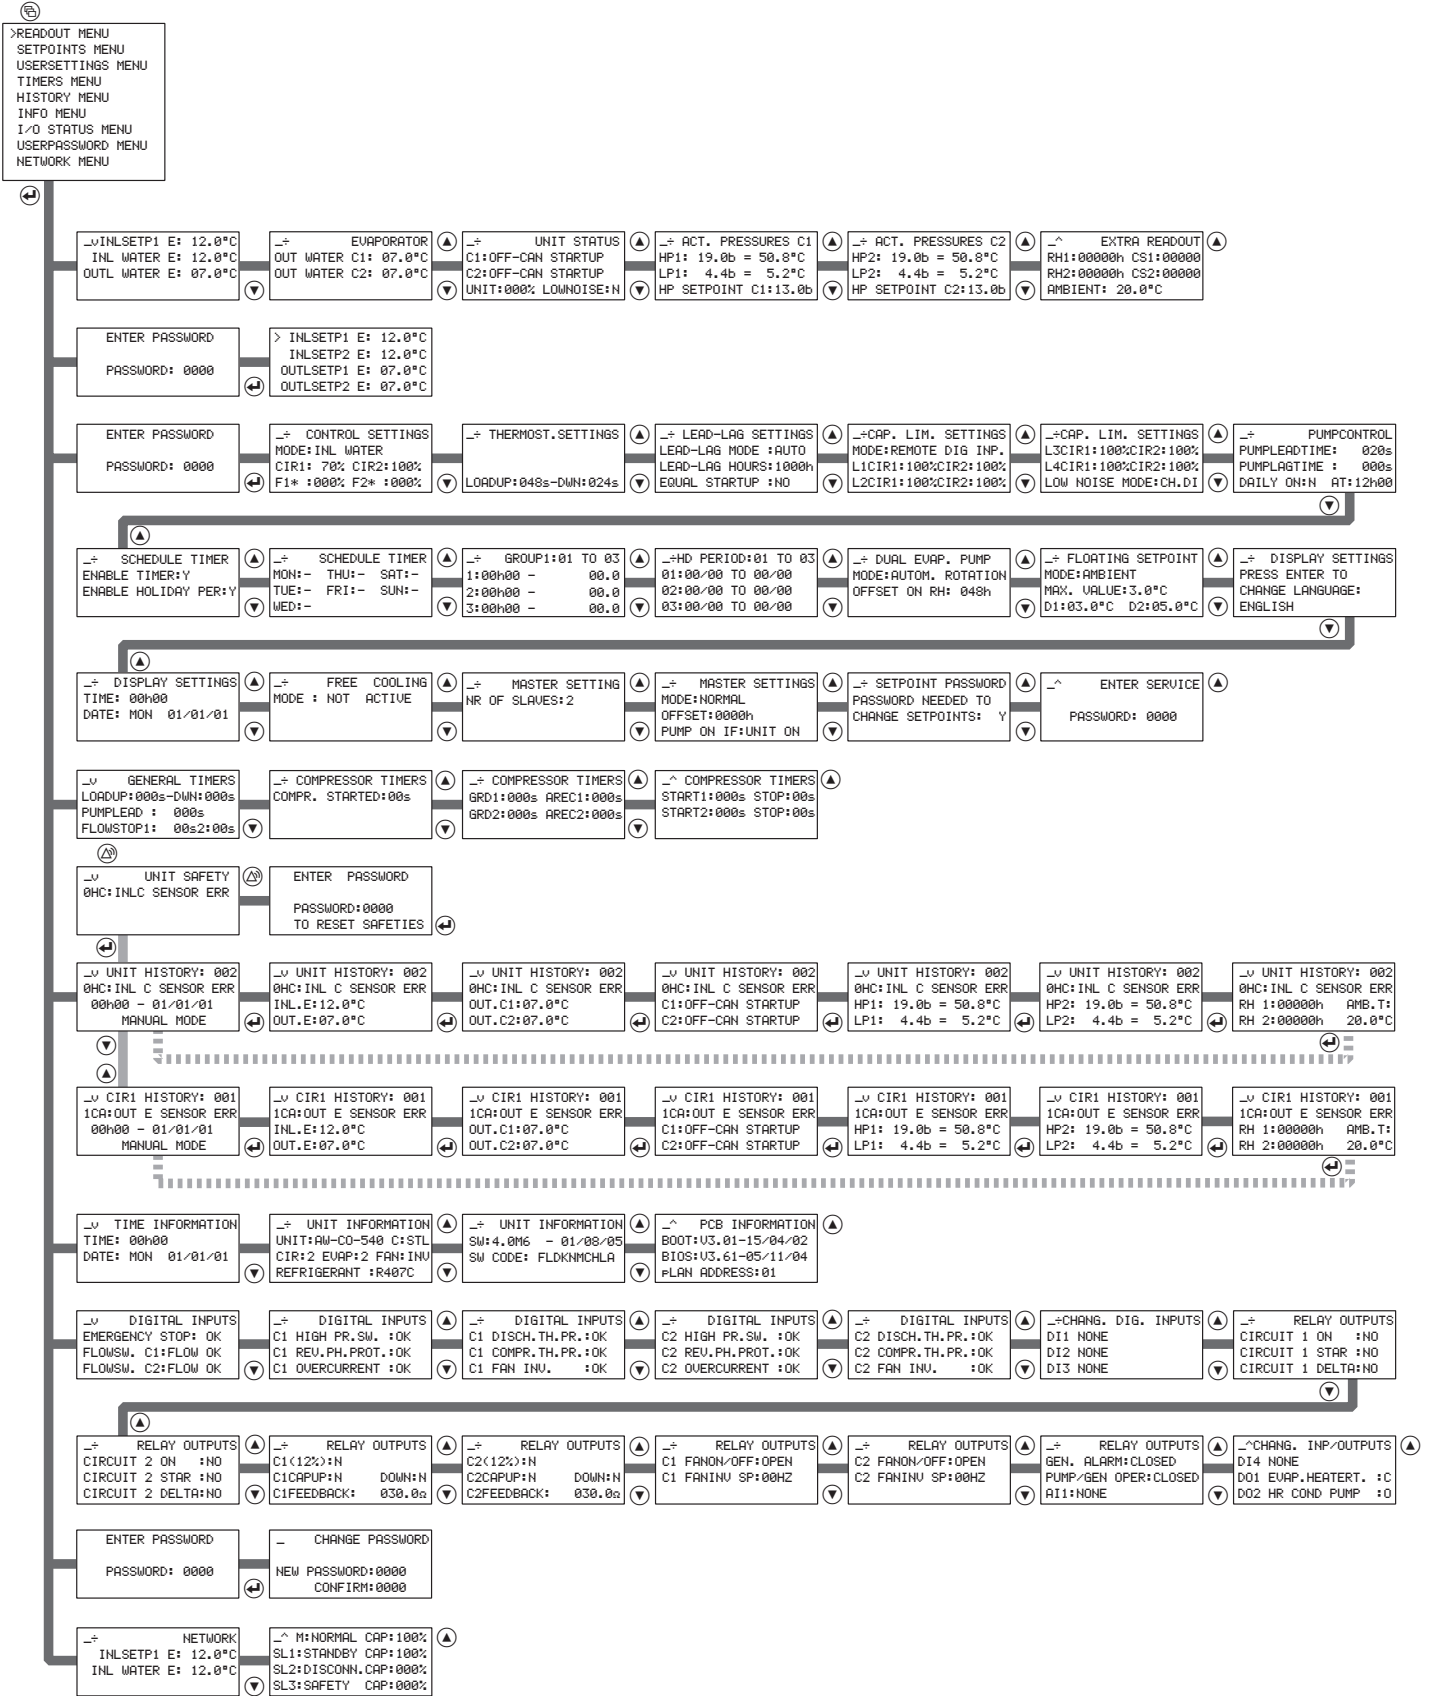 >READOUT MENU
SETPOINTS MENU
USERSETTINGS MENU
TIMERS MENU
HISTORY MENU
INFO MENU
I/O STATUS MENU
USERPASSWORD MENU
NETWORK MENU
_vINLSETP1 E: 12.0°C
INL WATER E: 12.0°C
OUTL WATER E: 07.0°C
_÷ EVAPORATOR
OUT WATER C1: 07.0°C
OUT WATER C2: 07.0°C
_÷ UNIT STATUS
C1:OFF-CAN STARTUP
C2:OFF-CAN STARTUP
UNIT:000% LOWNOISE:N
_÷ ACT. PRESSURES C1
HP1: 19.0b = 50.8°C
LP1: 4.4b = 5.2°C
HP SETPOINT C1:13.0b
_÷ ACT. PRESSURES C2
HP2: 19.0b = 50.8°C
LP2: 4.4b = 5.2°C
HP SETPOINT C2:13.0b
_^ EXTRA READOUT
RH1:00000h CS1:00000
RH2:00000h CS2:00000
AMBIENT: 20.0°C
ENTER PASSWORD
PASSWORD: 0000
> INLSETP1 E: 12.0°C
INLSETP2 E: 12.0°C
OUTLSETP1 E: 07.0°C
OUTLSETP2 E: 07.0°C
ENTER PASSWORD
PASSWORD: 0000
_÷ CONTROL SETTINGS
MODE:INL WATER
CIR1: 70% CIR2:100%
F1* :000% F2* :000%
_÷ THERMOST.SETTINGS
LOADUP:048s-DWN:024s
_÷ LEAD-LAG SETTINGS
LEAD-LAG MODE :AUTO
LEAD-LAG HOURS:1000h
EQUAL STARTUP :NO
_÷CAP. LIM. SETTINGS
MODE:REMOTE DIG INP.
L1CIR1:100%CIR2:100%
L2CIR1:100%CIR2:100%
_÷CAP. LIM. SETTINGS
L3CIR1:100%CIR2:100%
L4CIR1:100%CIR2:100%
LOW NOISE MODE:CH.DI
_÷ PUMPCONTROL
PUMPLEADTIME: 020s
PUMPLAGTIME : 000s
DAILY ON:N AT:12h00
_÷ SCHEDULE TIMER
ENABLE TIMER:Y
ENABLE HOLIDAY PER:Y
_÷ SCHEDULE TIMER
MON:- THU:- SAT:-
TUE:- FRI:- SUN:-
WED:-
_÷ GROUP1:01 TO 03
1:00h00 - 00.0
2:00h00 - 00.0
3:00h00 - 00.0
_÷HD PERIOD:01 TO 03
01:00/00 TO 00/00
02:00/00 TO 00/00
03:00/00 TO 00/00
_÷ DUAL EVAP. PUMP
MODE:AUTOM. ROTATION
OFFSET ON RH: 048h
_÷ FLOATING SETPOINT
MODE:AMBIENT
MAX. VALUE:3.0°C
D1:03.0°C D2:05.0°C
_÷ DISPLAY SETTINGS
PRESS ENTER TO
CHANGE LANGUAGE:
ENGLISH
_÷ DISPLAY SETTINGS
TIME: 00h00
DATE: MON 01/01/01
_÷ FREE COOLING
MODE : NOT ACTIVE
_÷ MASTER SETTING
NR OF SLAVES:2
_÷ MASTER SETTINGS
MODE:NORMAL
OFFSET:0000h
PUMP ON IF:UNIT ON
_÷ SETPOINT PASSWORD
PASSWORD NEEDED TO
CHANGE SETPOINTS: Y
_^ ENTER SERVICE
PASSWORD: 0000
_v GENERAL TIMERS
LOADUP:000s-DWN:000s
PUMPLEAD : 000s
FLOWSTOP1: 00s2:00s
_÷ COMPRESSOR TIMERS
COMPR. STARTED:00s
_÷ COMPRESSOR TIMERS
GRD1:000s AREC1:000s
GRD2:000s AREC2:000s
_^ COMPRESSOR TIMERS
START1:000s STOP:00s
START2:000s STOP:00s
_v UNIT SAFETY
0HC:INLC SENSOR ERR
ENTER PASSWORD
PASSWORD:0000
TO RESET SAFETIES
_v UNIT HISTORY: 002
0HC:INL C SENSOR ERR
00h00 - 01/01/01
MANUAL MODE
_v UNIT HISTORY: 002
0HC:INL C SENSOR ERR
INL.E:12.0°C
OUT.E:07.0°C
_v UNIT HISTORY: 002
0HC:INL C SENSOR ERR
OUT.C1:07.0°C
OUT.C2:07.0°C
_v UNIT HISTORY: 002
0HC:INL C SENSOR ERR
C1:OFF-CAN STARTUP
C2:OFF-CAN STARTUP
_v UNIT HISTORY: 002
0HC:INL C SENSOR ERR
HP1: 19.0b = 50.8°C
LP1: 4.4b = 5.2°C
_v UNIT HISTORY: 002
0HC:INL C SENSOR ERR
HP2: 19.0b = 50.8°C
LP2: 4.4b = 5.2°C
_v UNIT HISTORY: 002
0HC:INL C SENSOR ERR
RH 1:00000h AMB.T:
RH 2:00000h 20.0°C
_v CIR1 HISTORY: 001
1CA:OUT E SENSOR ERR
00h00 - 01/01/01
MANUAL MODE
_v CIR1 HISTORY: 001
1CA:OUT E SENSOR ERR
INL.E:12.0°C
OUT.E:07.0°C
_v CIR1 HISTORY: 001
1CA:OUT E SENSOR ERR
OUT.C1:07.0°C
OUT.C2:07.0°C
_v CIR1 HISTORY: 001
1CA:OUT E SENSOR ERR
C1:OFF-CAN STARTUP
C2:OFF-CAN STARTUP
_v CIR1 HISTORY: 001
1CA:OUT E SENSOR ERR
HP1: 19.0b = 50.8°C
LP1: 4.4b = 5.2°C
_v CIR1 HISTORY: 001
1CA:OUT E SENSOR ERR
HP2: 19.0b = 50.8°C
LP2: 4.4b = 5.2°C
_v CIR1 HISTORY: 001
1CA:OUT E SENSOR ERR
RH 1:00000h AMB.T:
RH 2:00000h 20.0°C
_v TIME INFORMATION
TIME: 00h00
DATE: MON 01/01/01
_÷ UNIT INFORMATION
UNIT:AW-CO-540 C:STL
CIR:2 EVAP:2 FAN:INV
REFRIGERANT :R407C
_÷ UNIT INFORMATION
SW:4.0M6 - 01/08/05
SW CODE: FLDKNMCHLA
_^ PCB INFORMATION
BOOT:V3.01-15/04/02
BIOS:V3.61-05/11/04
pLAN ADDRESS:01
_v DIGITAL INPUTS
EMERGENCY STOP: OK
FLOWSW. C1:FLOW OK
FLOWSW. C2:FLOW OK
_÷ DIGITAL INPUTS
C1 HIGH PR.SW. :OK
C1 REV.PH.PROT.:OK
C1 OVERCURRENT :OK
_÷ DIGITAL INPUTS
C1 DISCH.TH.PR.:OK
C1 COMPR.TH.PR.:OK
C1 FAN INV. :OK
_÷ DIGITAL INPUTS
C2 HIGH PR.SW. :OK
C2 REV.PH.PROT.:OK
C2 OVERCURRENT :OK
_÷ DIGITAL INPUTS
C2 DISCH.TH.PR.:OK
C2 COMPR.TH.PR.:OK
C2 FAN INV. :OK
_÷CHANG. DIG. INPUTS
DI1 NONE
DI2 NONE
DI3 NONE
_÷ RELAY OUTPUTS
CIRCUIT 1 ON :NO
CIRCUIT 1 STAR :NO
CIRCUIT 1 DELTA:NO
_÷ RELAY OUTPUTS
CIRCUIT 2 ON :NO
CIRCUIT 2 STAR :NO
CIRCUIT 2 DELTA:NO
_÷ RELAY OUTPUTS
C1(12%):N
C1CAPUP:N DOWN:N
C1FEEDBACK: 030.0Ω
_÷ RELAY OUTPUTS
C2(12%):N
C2CAPUP:N DOWN:N
C2FEEDBACK: 030.0Ω
_÷ RELAY OUTPUTS
C1 FANON/OFF:OPEN
C1 FANINV SP:00HZ
_÷ RELAY OUTPUTS
C2 FANON/OFF:OPEN
C2 FANINV SP:00HZ
_÷ RELAY OUTPUTS
GEN. ALARM:CLOSED
PUMP/GEN OPER:CLOSED
AI1:NONE
_^CHANG. INP/OUTPUTS
DI4 NONE
DO1 EVAP.HEATERT. :C
DO2 HR COND PUMP :O
ENTER PASSWORD
PASSWORD: 0000
_ CHANGE PASSWORD
NEW PASSWORD:0000
CONFIRM:0000
_÷ NETWORK
INLSETP1 E: 12.0°C
INL WATER E: 12.0°C
_^ M:NORMAL CAP:100%
SL1:STANDBY CAP:100%
SL2:DISCONN.CAP:000%
SL3:SAFETY CAP:000%